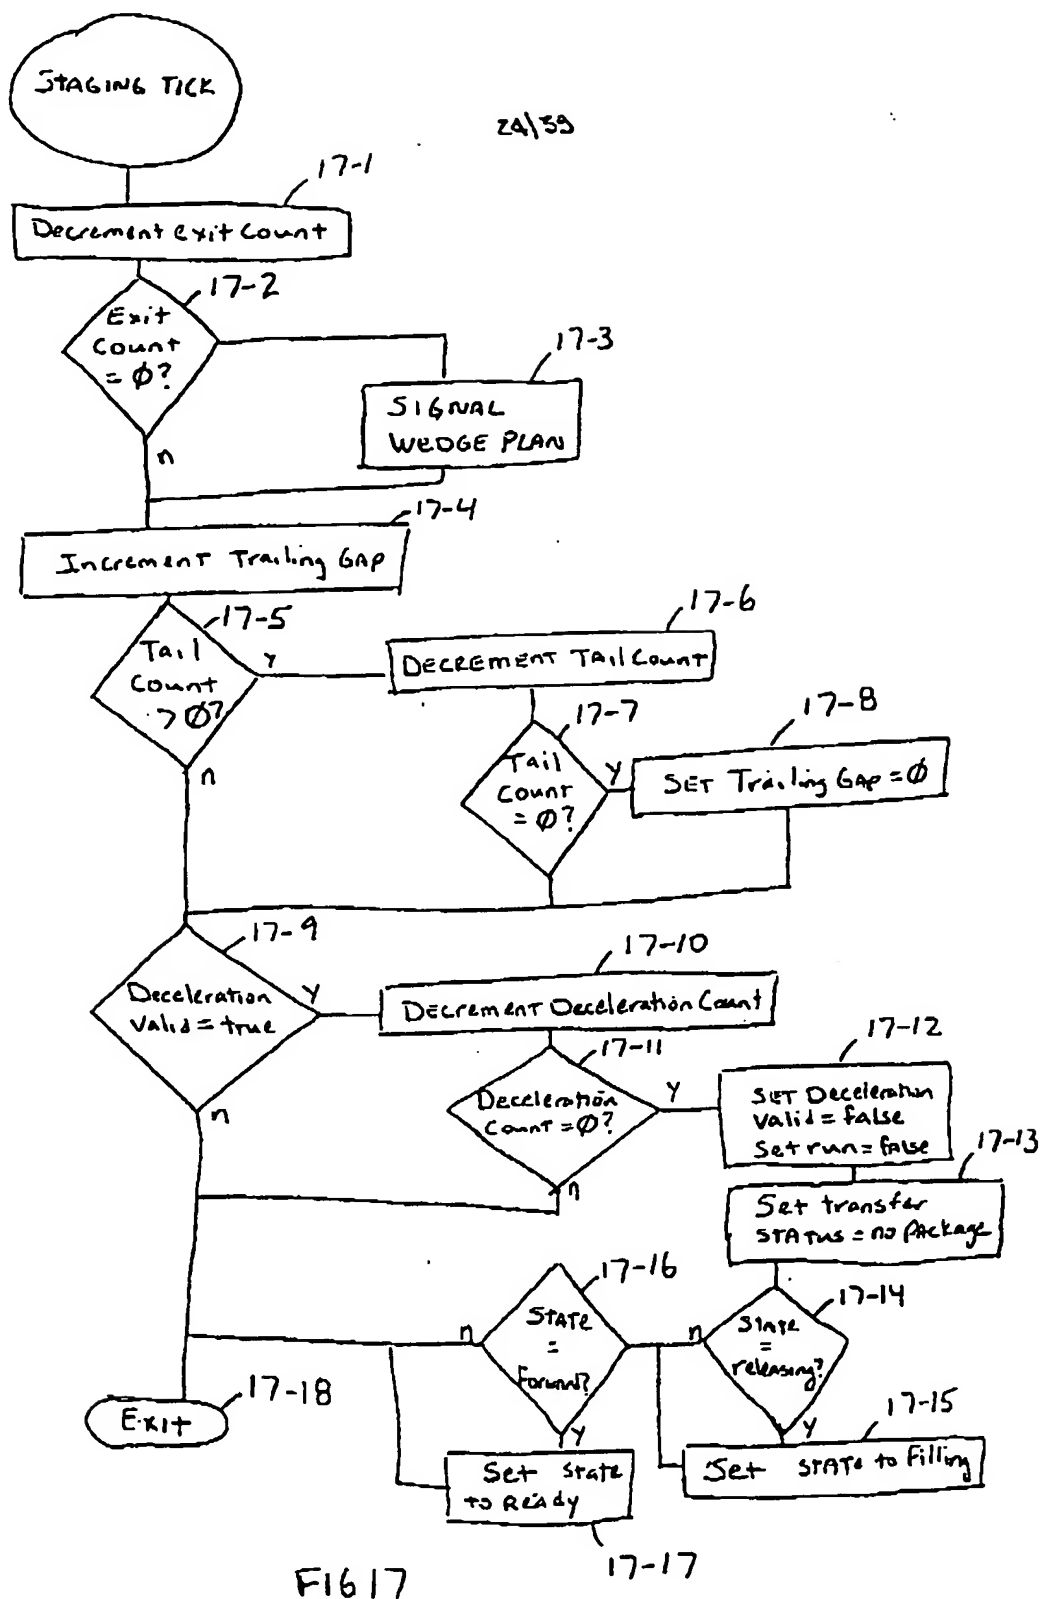 STAGING TICK
24/39
17-1
Decrement exit count
17-2
Exit
count
= Ø?
n
17-3
SIGNAL
WEDGE PLAN
17-4
Increment Trailing GAP
17-5
Tail
Count
> Ø?
Y
n
17-6
DECREMENT Tail Count
17-7
Tail
Count
= Ø?
Y
17-8
SET Trailing GAP = Ø
17-9
Deceleration
Valid = true
Y
n
17-10
DECREMENT Deceleration Count
17-11
Deceleration
Count = Ø?
Y
n
17-12
SET Deceleration
Valid = false
Set run = false
17-13
Set transfer
STATUS = no PACkage
17-14
State
=
releasing?
n
Y
17-15
Set STATE to Filling
17-16
STATE
=
Forward?
n
Y
Set State
to READY
17-17
17-18
Exit
FIG 17